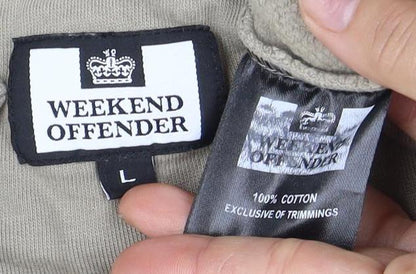 WEEKEND
OFFENDER
L
WEEKEND
OFFENDER
100% COTTON
EXCLUSIVE OF TRIMMINGS